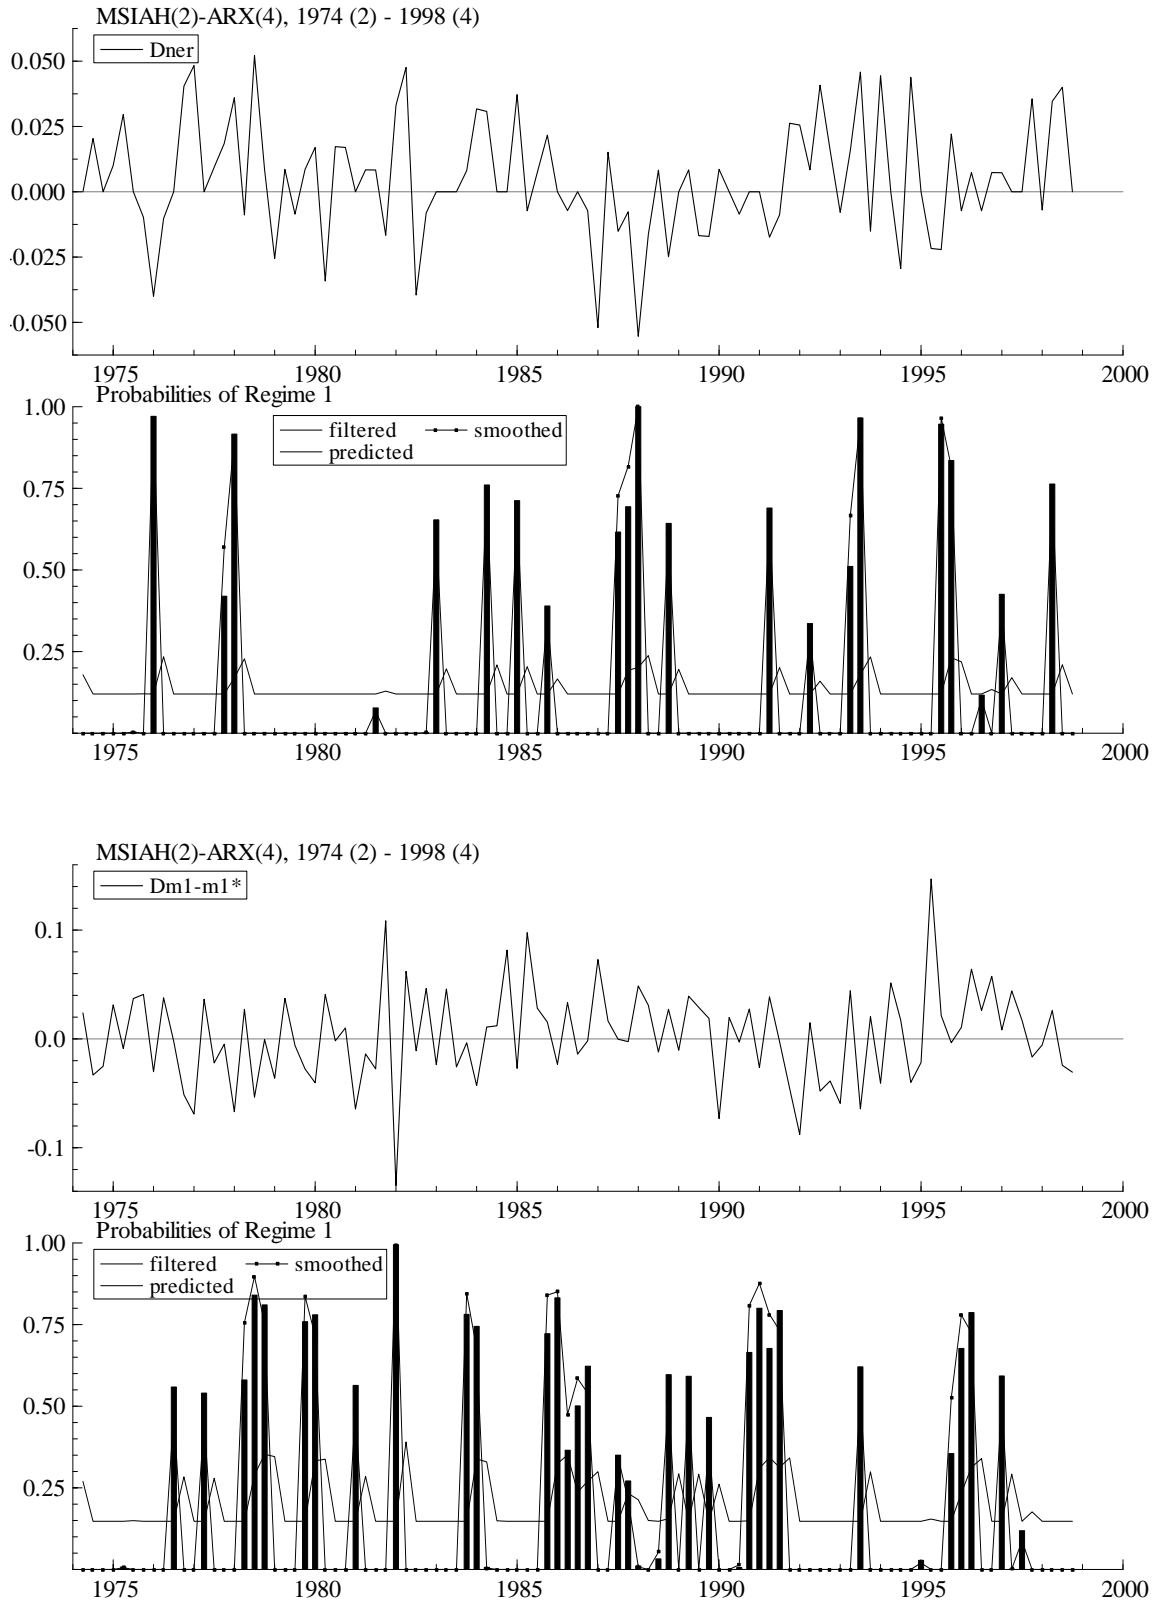 MSIAH(2)-ARX(4), 1974 (2) - 1998 (4)
Dner
0.050
0.025
0.000
0.025
0.050
1975 1980 1985 1990 1995 2000
Probabilities of Regime 1
1.00
filtered smoothed
predicted
0.75
0.50
0.25
1975 1980 1985 1990 1995 2000
MSIAH(2)-ARX(4), 1974 (2) - 1998 (4)
Dm1-m1*
0.1
0.0
-0.1
1975 1980 1985 1990 1995 2000
Probabilities of Regime 1
1.00
filtered smoothed
predicted
0.75
0.50
0.25
1975 1980 1985 1990 1995 2000